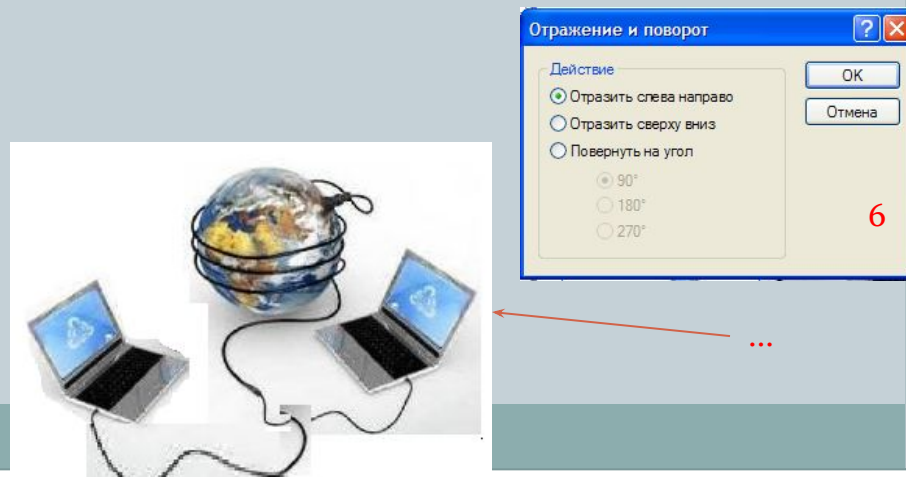 Отражение и поворот
Действие
Отразить слева направо
Отразить сверху вниз
Повернуть на угол
90°
180°
270°
OK
Отмена
6
...